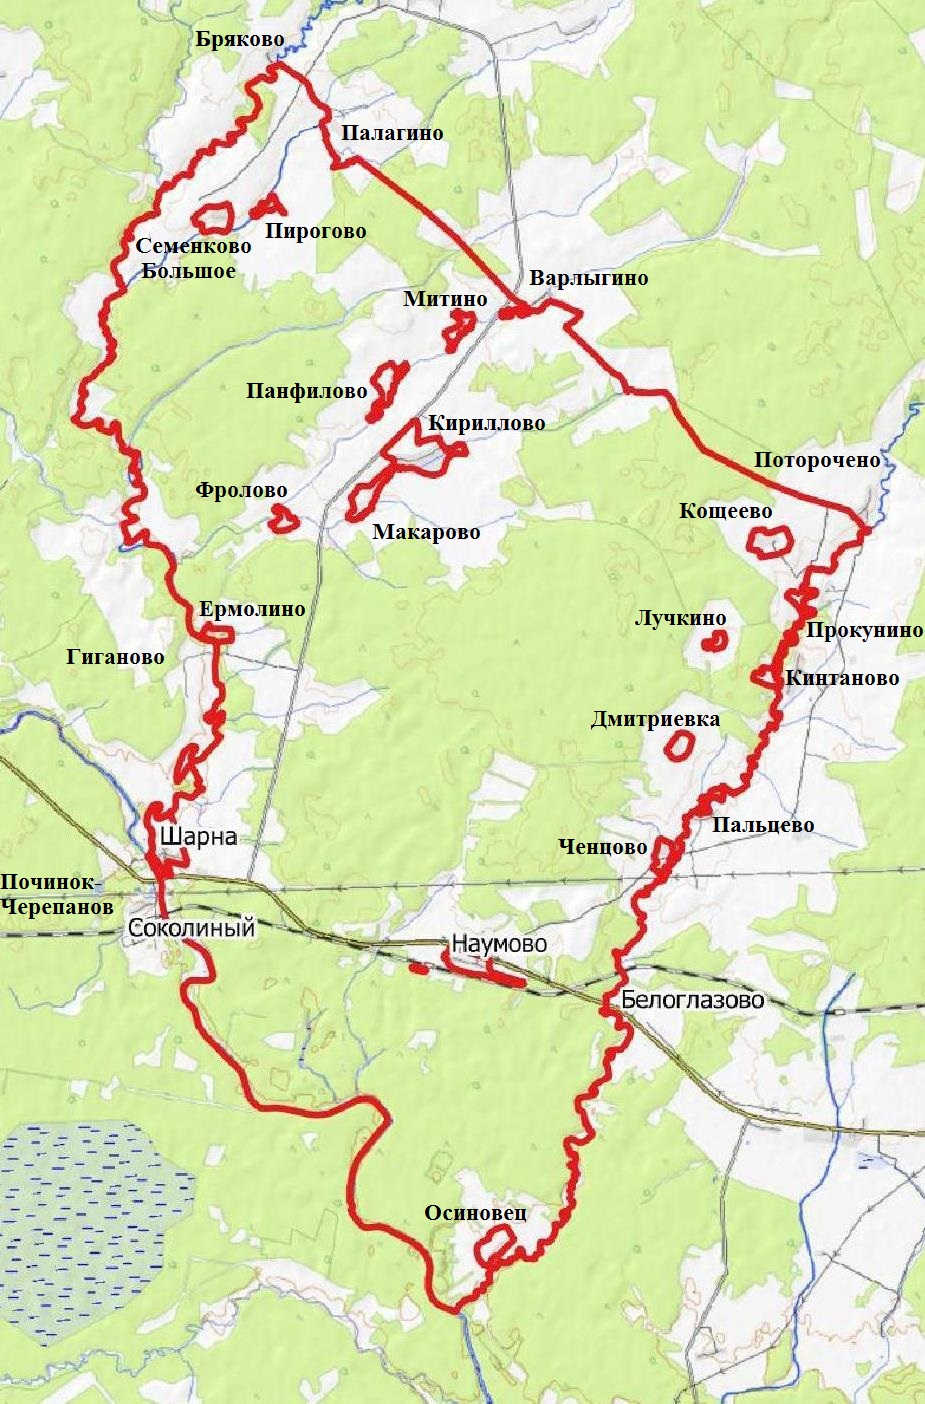 Бряково
Палагино
Пирогово
Семенково
Большое
Варлыгино
Митино
Панфилово
Кириллово
Поторочено
Фролово
Кощеево
Макарово
Ермолино
Лучкино
Прокунино
Гиганово
Кинтаново
Дмитриевка
Пальцево
Шарна
Ченцово
Починок-
Черепанов
Соколиный
Наумово
Белоглазово
Осиновец